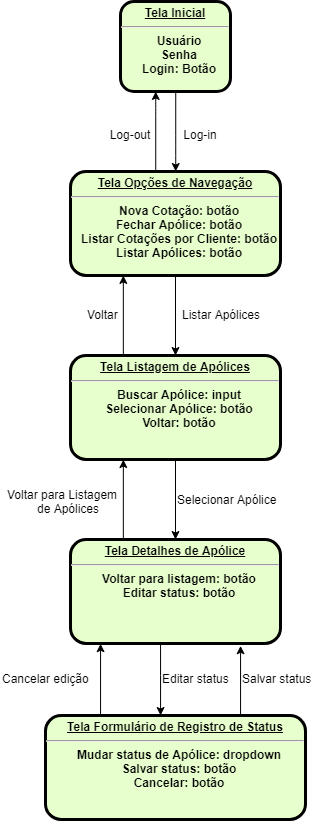 Tela Inicial
Usuário
Senha
Login: Botão
Log-out
Log-in
Tela Opções de Navegação
Nova Cotação: botão
Fechar Apólice: botão
Listar Cotações por Cliente: botão
Listar Apólices: botão
Voltar
Listar Apólices
Tela Listagem de Apólices
Buscar Apólice: input
Selecionar Apólice: botão
Voltar: botão
Voltar para Listagem
de Apólices
Selecionar Apólice
Tela Detalhes de Apólice
Voltar para listagem: botão
Editar status: botão
Cancelar edição
Editar status
Salvar status
Tela Formulário de Registro de Status
Mudar status de Apólice: dropdown
Salvar status: botão
Cancelar: botão